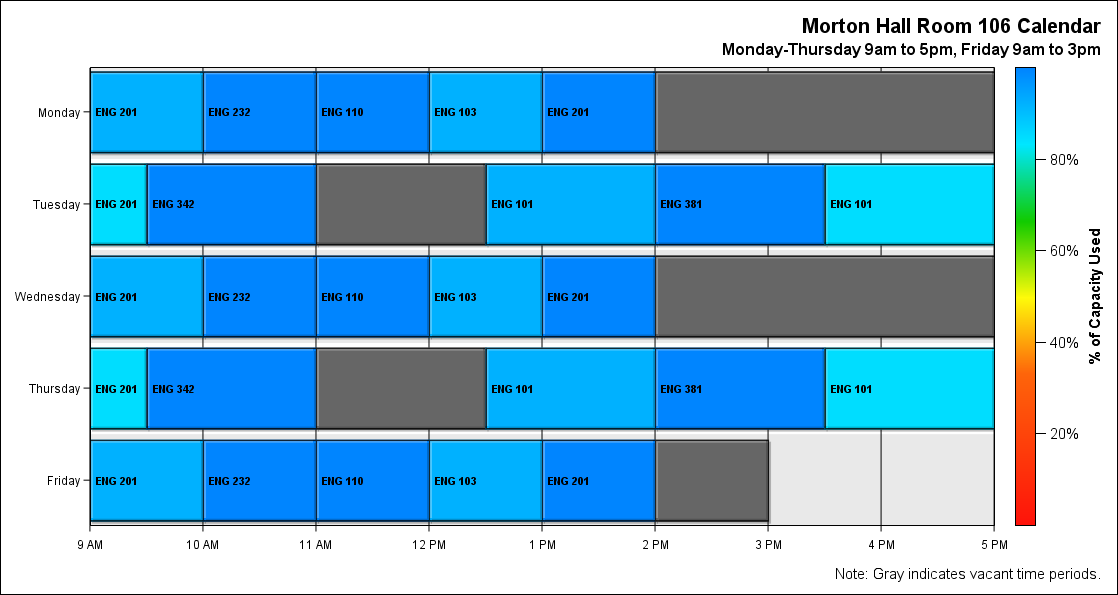 Morton Hall Room 106 Calendar
Monday-Thursday 9am to 5pm, Friday 9am to 3pm
Monday
ENG 201 ENG 232 ENG 110 ENG 103 ENG 201
Tuesday
ENG 201 ENG 342 ENG 101 ENG 381 ENG 101
Wednesday
ENG 201 ENG 232 ENG 110 ENG 103 ENG 201
Thursday
ENG 201 ENG 342 ENG 101 ENG 381 ENG 101
Friday
ENG 201 ENG 232 ENG 110 ENG 103 ENG 201
9 AM 10 AM 11 AM 12 PM 1 PM 2 PM 3 PM 4 PM 5 PM
80%
60%
40%
20%
% of Capacity Used
Note: Gray indicates vacant time periods.